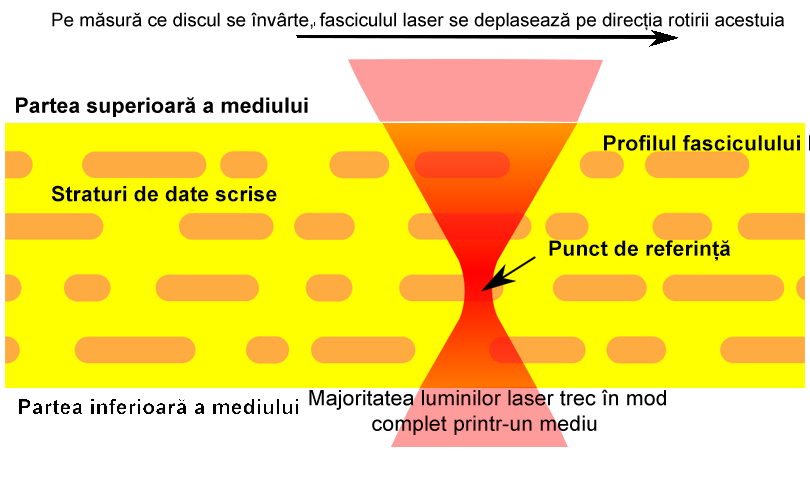 Pe măsură ce discul se învârte, fasciculul laser se deplasează pe direcția rotirii acestuia
Partea superioară a mediului
Profilul fasciculului
Straturi de date scrise
Punct de referință
Partea inferioară a mediului
Majoritatea luminilor laser trec în mod
complet printr-un mediu